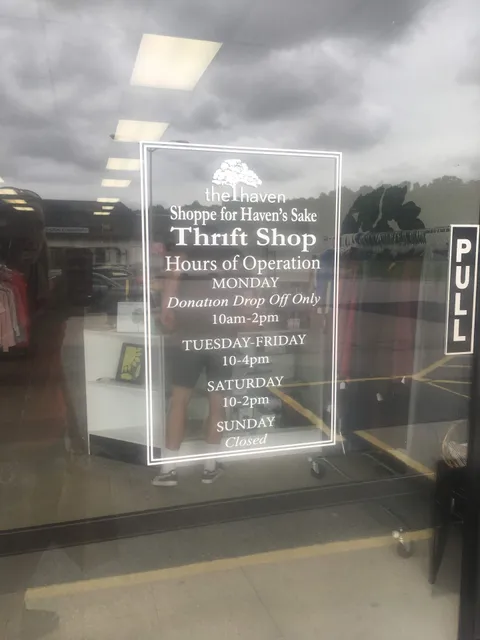 the haven
Shoppe for Haven's Sake
Thrift Shop
Hours of Operation
MONDAY
Donation Drop Off Only
10am-2pm
TUESDAY-FRIDAY
10-4pm
SATURDAY
10-2pm
SUNDAY
Closed
PULL